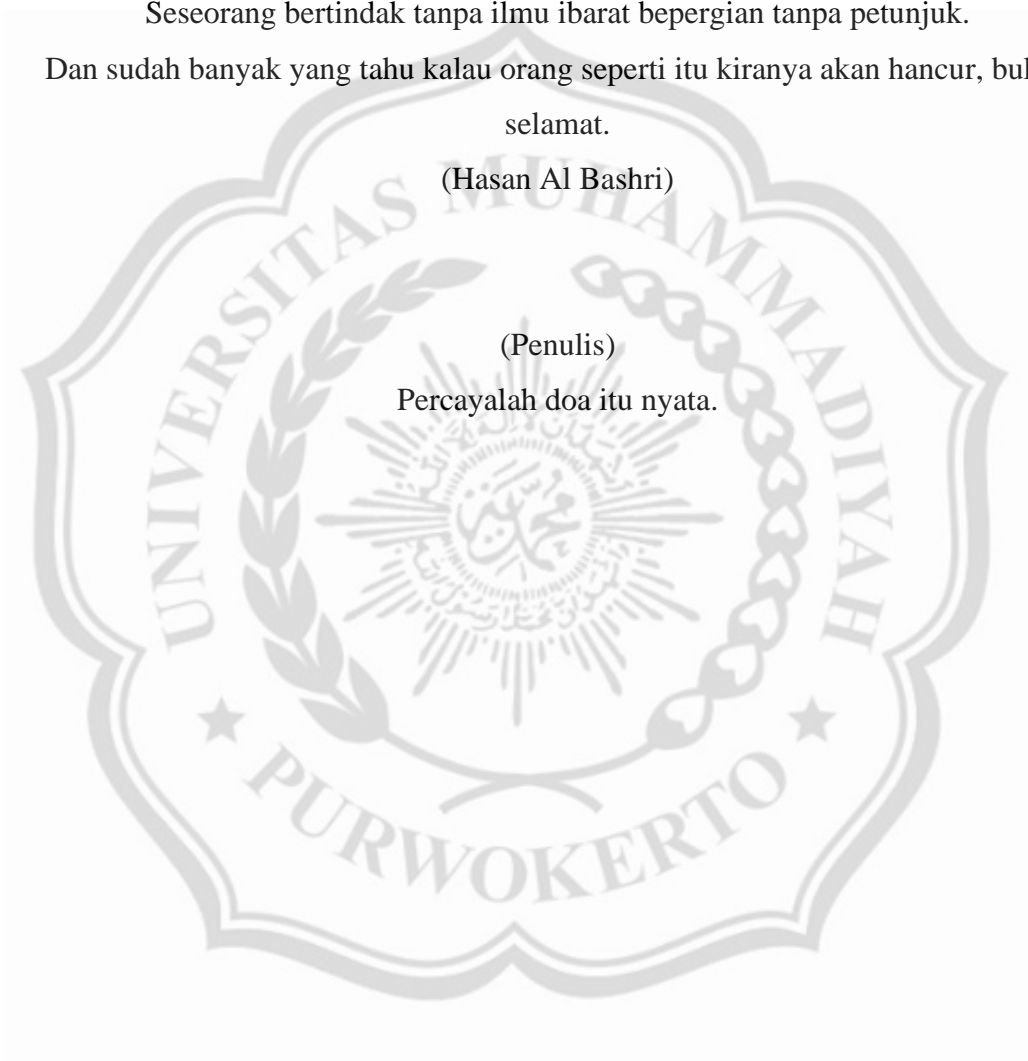 Seseorang bertindak tanpa ilmu ibarat bepergian tanpa petunjuk.
Dan sudah banyak yang tahu kalau orang seperti itu kiranya akan hancur,
selamat.
(Hasan Al Bashri)
(Penulis)
Percayalah doa itu nyata.
UNIVERSITAS MUHAMMADIYAH
PURWOKERTO